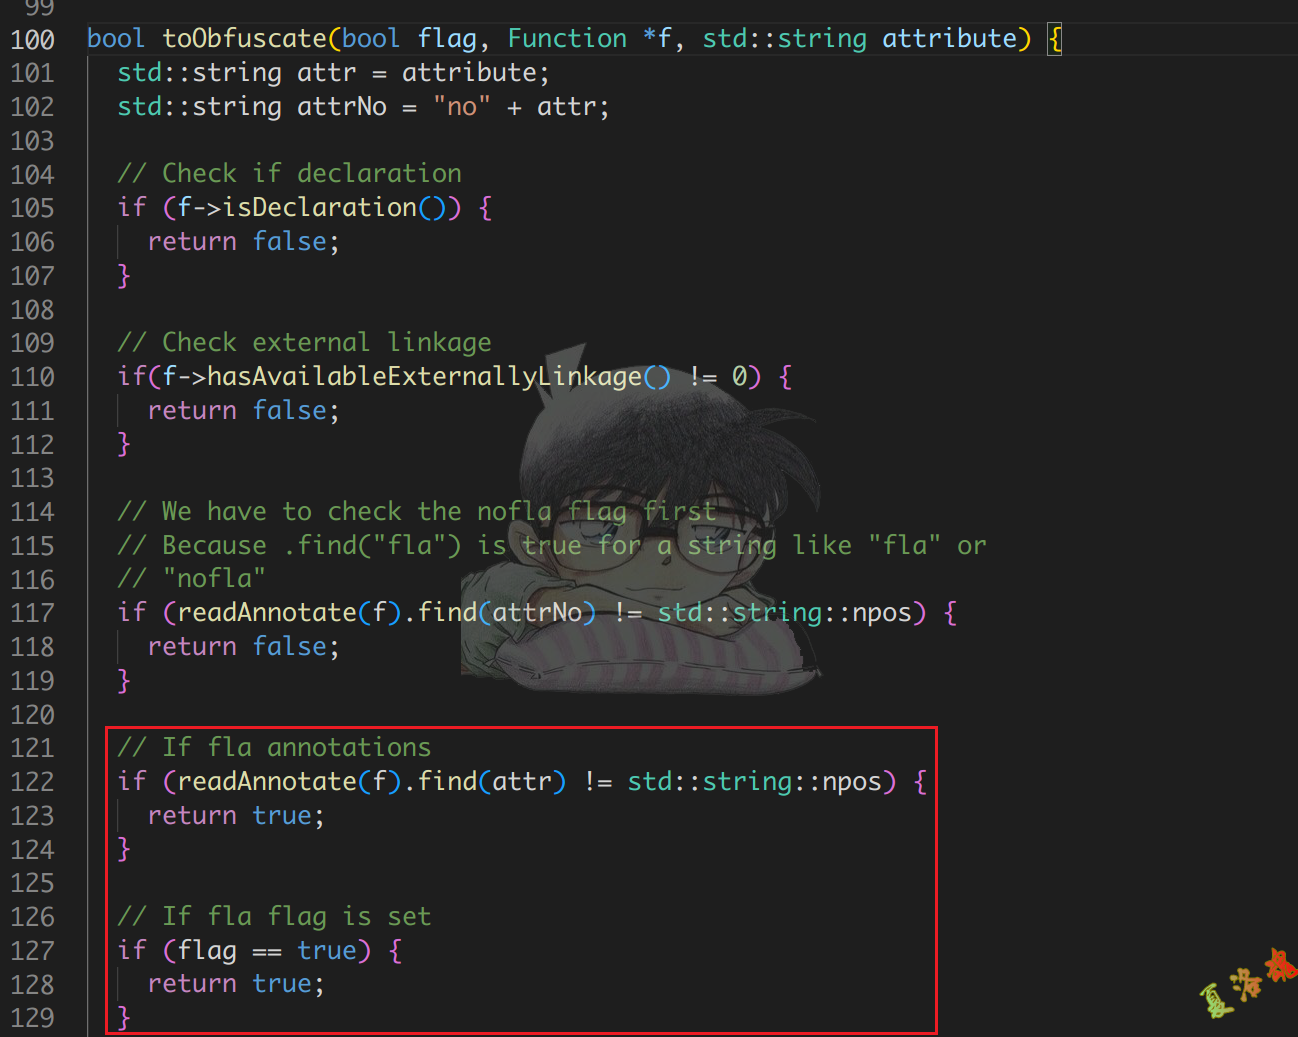 99
100 bool toObfuscate(bool flag, Function *f, std::string attribute) {
101   std::string attr = attribute;
102   std::string attrNo = "no" + attr;
103
104   // Check if declaration
105   if (f->isDeclaration()) {
106     return false;
107   }
108
109   // Check external linkage
110   if(f->hasAvailableExternallyLinkage() != 0) {
111     return false;
112   }
113
114   // We have to check the nofla flag first
115   // Because .find("fla") is true for a string like "fla" or
116   // "nofla"
117   if (readAnnotate(f).find(attrNo) != std::string::npos) {
118     return false;
119   }
120
121   // If fla annotations
122   if (readAnnotate(f).find(attr) != std::string::npos) {
123     return true;
124   }
125
126   // If fla flag is set
127   if (flag == true) {
128     return true;
129   }
夏洛